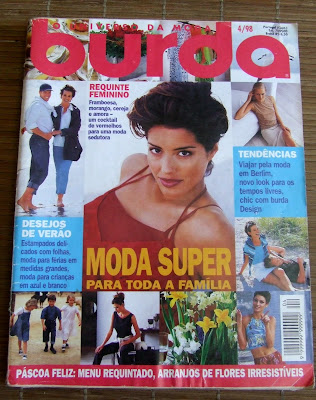 O UNIVERSO DA MODA
burda
4/98
REQUINTE
FEMININO
Framboesa,
morango, cereja
e amora –
um cocktail
de vermelhos
para uma moda
sedutora
TENDÊNCIAS
Viajar pela moda
em Berlim,
novo look para os
tempos livres,
chic com burda
Design
DESEJOS
DE VERÃO
Estampados deli-
cados com folhas,
moda para férias em
medidas grandes,
moda para crianças
em azul e branco
MODA SUPER
PARA TODA A FAMÍLIA
PÁSCOA FELIZ: MENU REQUINTADO, ARRANJOS DE FLORES IRRESISTÍVEIS